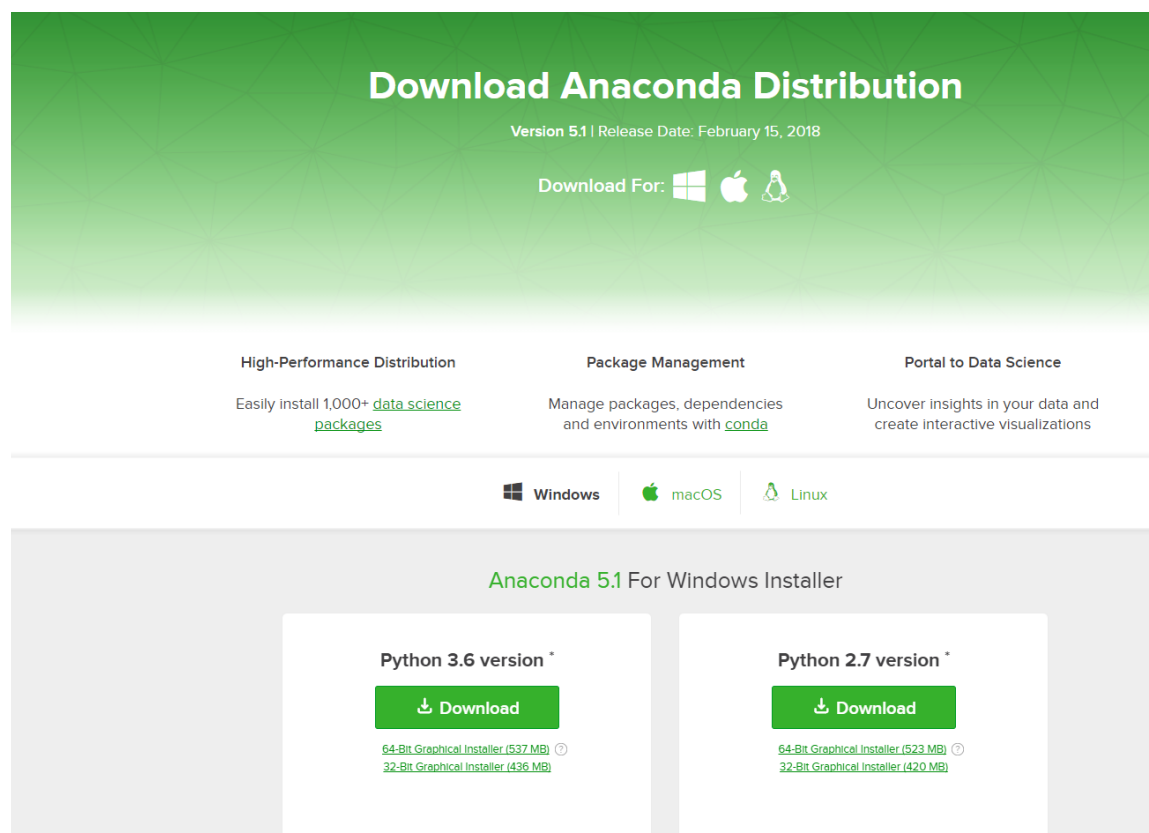 Download Anaconda Distribution
Version 5.1 | Release Date: February 15, 2018
Download For:
High-Performance Distribution
Easily install 1,000+ data science
packages
Package Management
Manage packages, dependencies
and environments with conda
Portal to Data Science
Uncover insights in your data and
create interactive visualizations
Windows
macOS
Linux
Anaconda 5.1 For Windows Installer
Python 3.6 version *
Download
64-Bit Graphical Installer (537 MB) ?
32-Bit Graphical Installer (436 MB)
Python 2.7 version *
Download
64-Bit Graphical Installer (523 MB) ?
32-Bit Graphical Installer (420 MB)